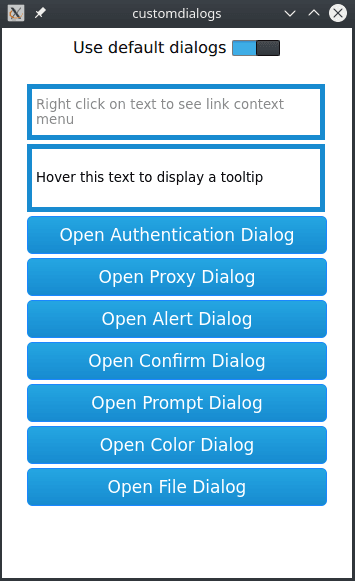 customdialogs
Use default dialogs
Right click on text to see link context
menu
Hover this text to display a tooltip
Open Authentication Dialog
Open Proxy Dialog
Open Alert Dialog
Open Confirm Dialog
Open Prompt Dialog
Open Color Dialog
Open File Dialog